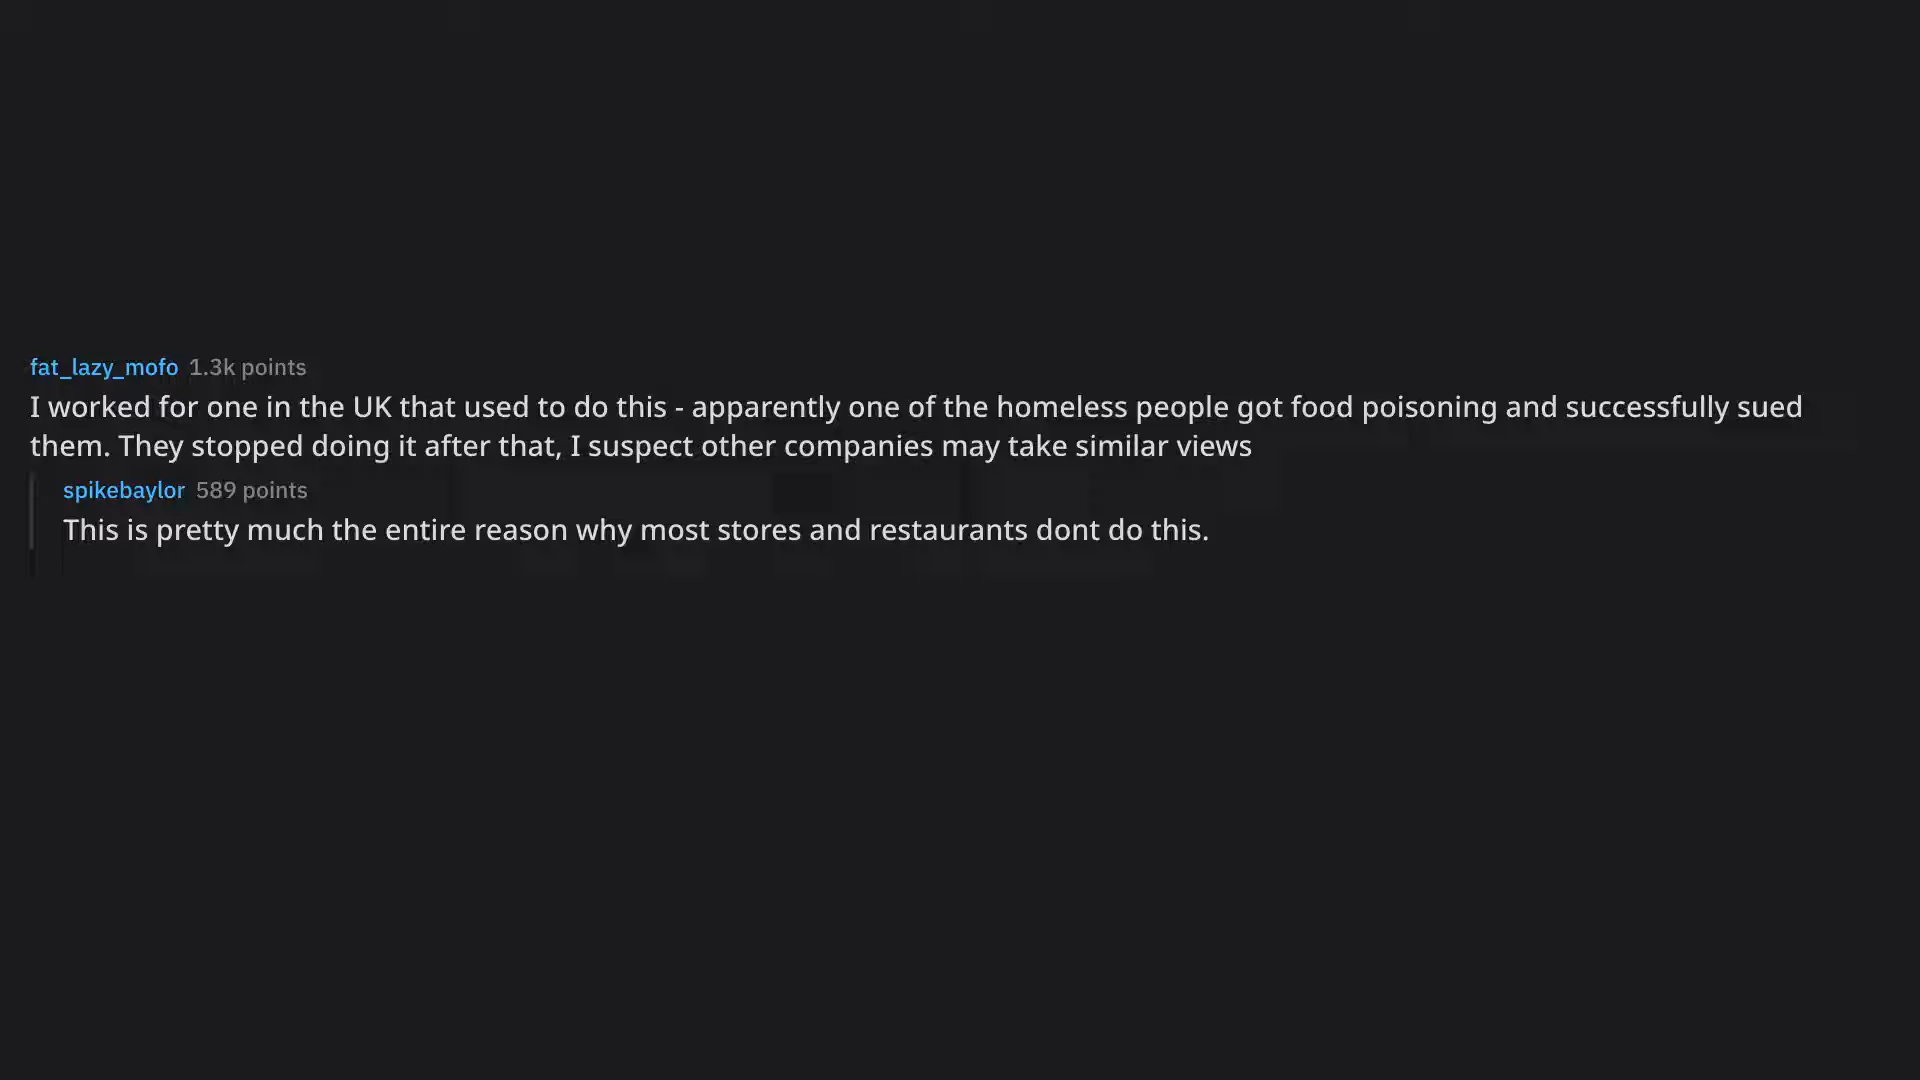 fat_lazy_mofo 1.3k points
I worked for one in the UK that used to do this - apparently one of the homeless people got food poisoning and successfully sued
them. They stopped doing it after that, I suspect other companies may take similar views
spikebaylor 589 points
This is pretty much the entire reason why most stores and restaurants dont do this.